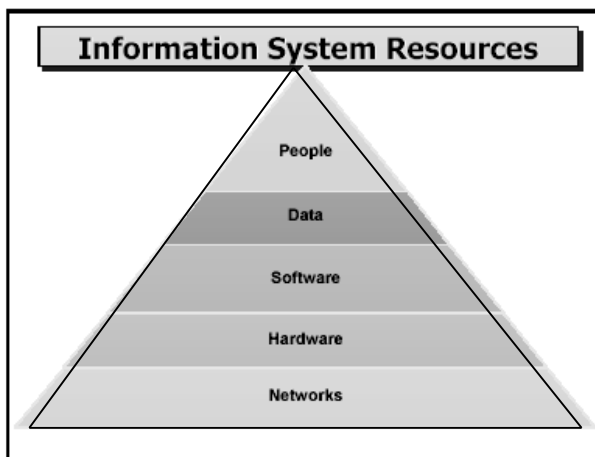 Information System Resources
People
Data
Software
Hardware
Networks